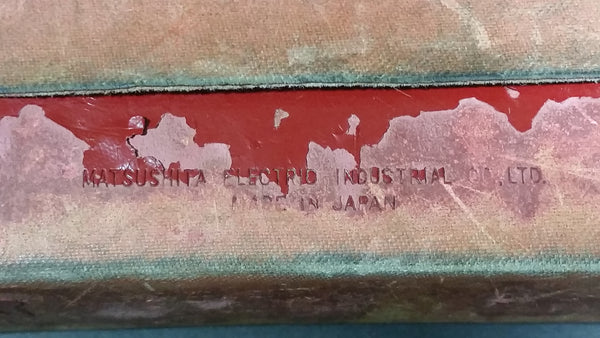 MATSUSHITA ELECTRIC INDUSTRIAL CO.,LTD.
MADE IN JAPAN